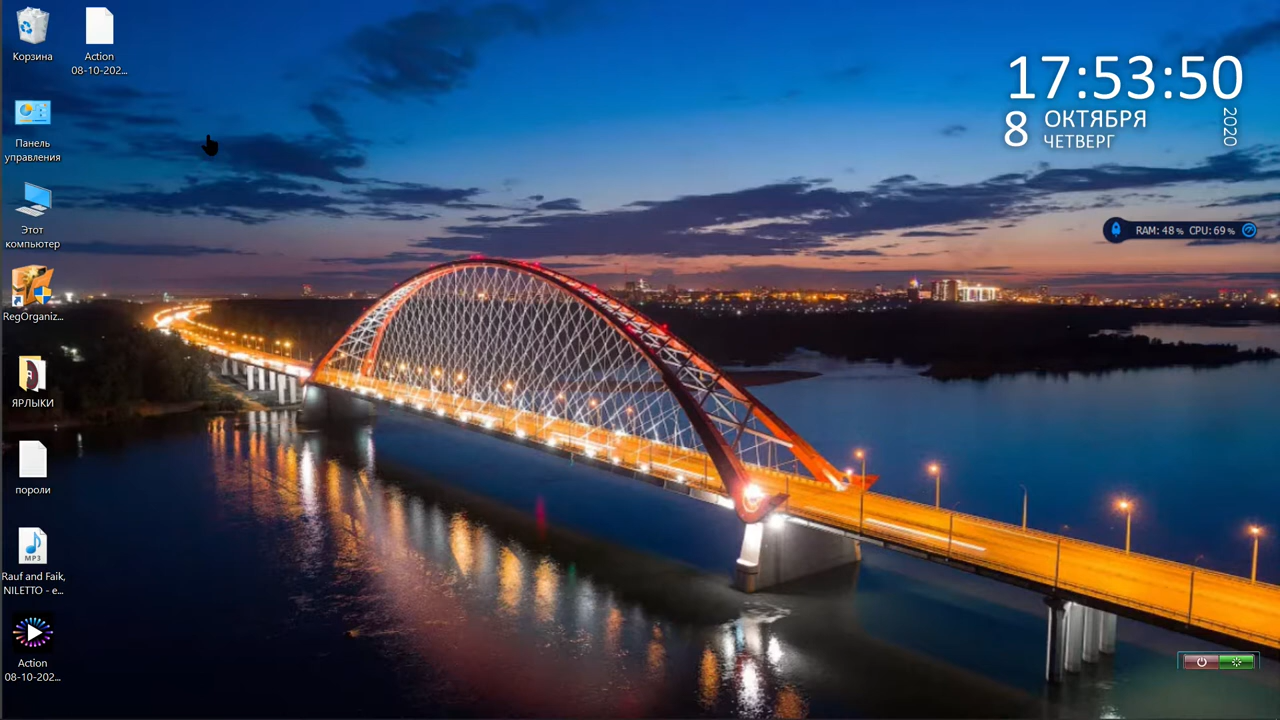 Корзина
Action
08-10-202...
Панель
управления
Этот
компьютер
RegOrganiz...
ЯРЛЫКИ
пороли
MP3
Rauf and Faik,
NILETTO - е...
Action
08-10-202...
17:53:50
8 ОКТЯБРЯ
ЧЕТВЕРГ
2020
RAM: 48 % CPU: 69 %